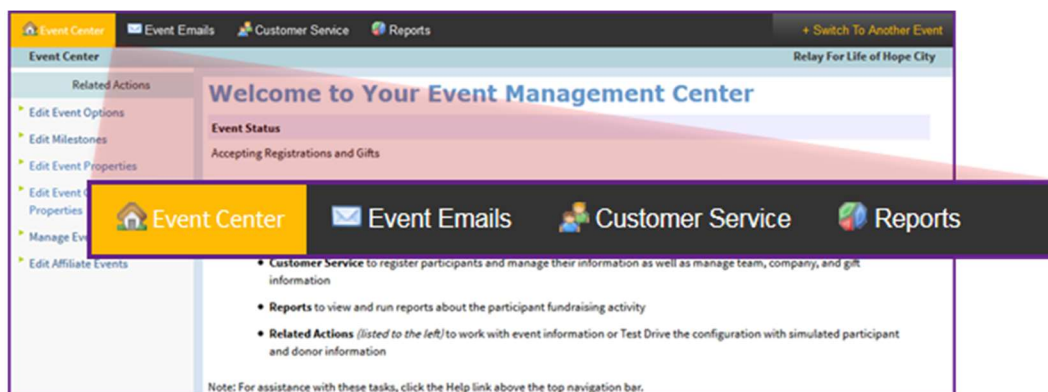 Event Center Event Emails Customer Service Reports + Switch To Another Event
Event Center Relay For Life of Hope City
Related Actions
Welcome to Your Event Management Center
Edit Event Options
Event Status
Edit Milestones
Accepting Registrations and Gifts
Edit Event Properties
Edit Event
Properties
Manage
Edit Affiliate Events
Event Center Event Emails Customer Service Reports
• Customer Service to register participants and manage their information as well as manage team, company, and gift
information
• Reports to view and run reports about the participant fundraising activity
• Related Actions (listed to the left) to work with event information or Test Drive the configuration with simulated participant
and donor information
Note: For assistance with these tasks, click the Help link above the top navigation bar.